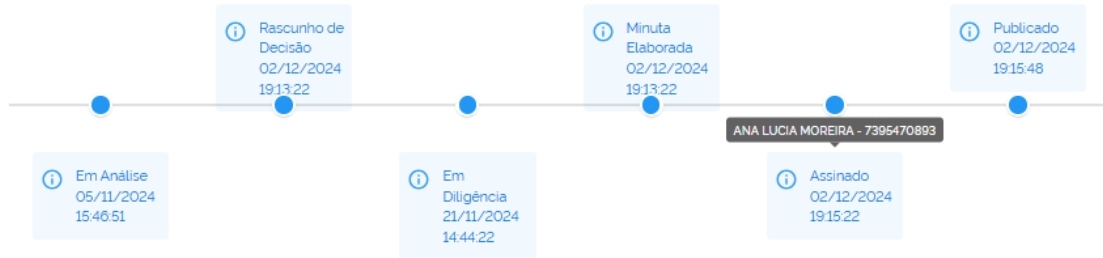 Em Análise
05/11/2024
15:46:51
Rascunho de
Decisão
02/12/2024
19:13:22
Em
Diligência
21/11/2024
14:44:22
Minuta
Elaborada
02/12/2024
19:13:22
ANA LUCIA MOREIRA - 7395470893
Assinado
02/12/2024
19:15:22
Publicado
02/12/2024
19:15:48